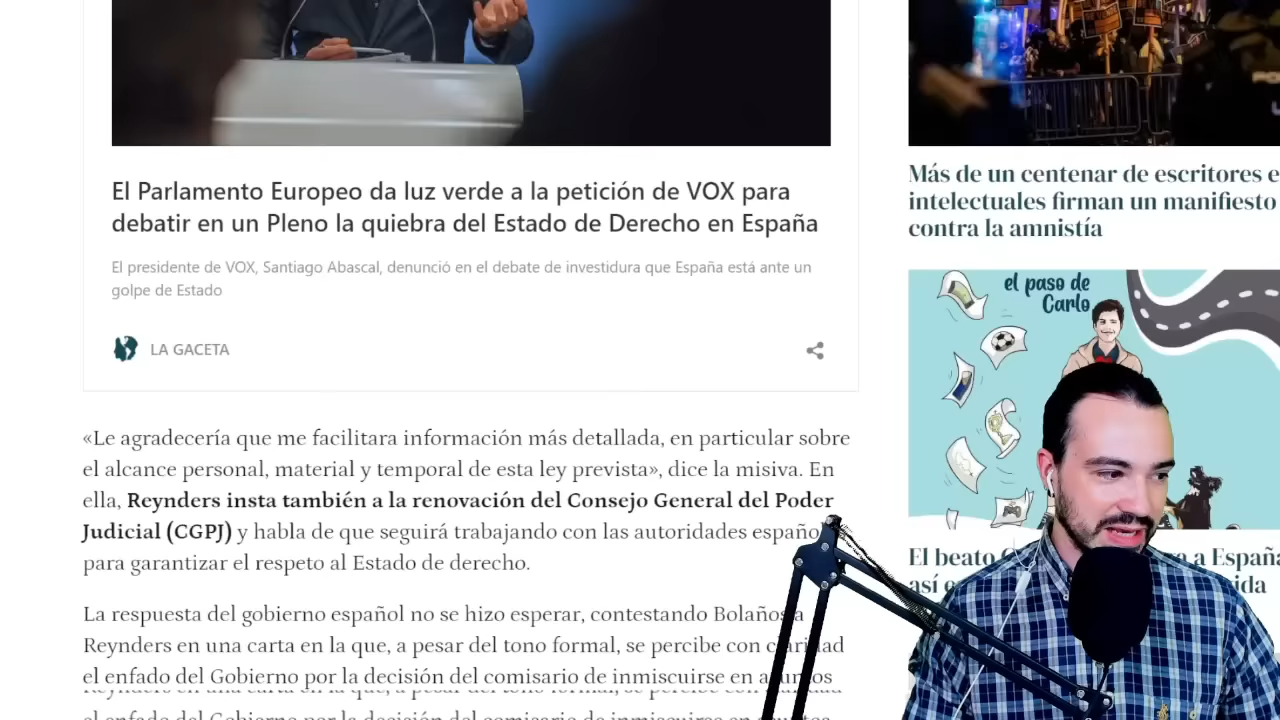 El Parlamento Europeo da luz verde a la petición de VOX para
debatir en un Pleno la quiebra del Estado de Derecho en España
El presidente de VOX, Santiago Abascal, denunció en el debate de investidura que España está ante un
golpe de Estado
LA GACETA
«Le agradecería que me facilitara información más detallada, en particular sobre
el alcance personal, material y temporal de esta ley prevista», dice la misiva. En
ella, Reynders insta también a la renovación del Consejo General del Poder
Judicial (CGPJ) y habla de que seguirá trabajando con las autoridades
para garantizar el respeto al Estado de derecho.
La respuesta del gobierno español no se hizo esperar, contestando Bolaños a
Reynders en una carta en la que, a pesar del tono formal, se percibe con
el enfado del Gobierno por la decisión del comisario de inmiscuirse en
Más de un centenar de escritores e
intelectuales firman un manifiesto
contra la amnistía
el paso de
Carlo
El beato a España
así